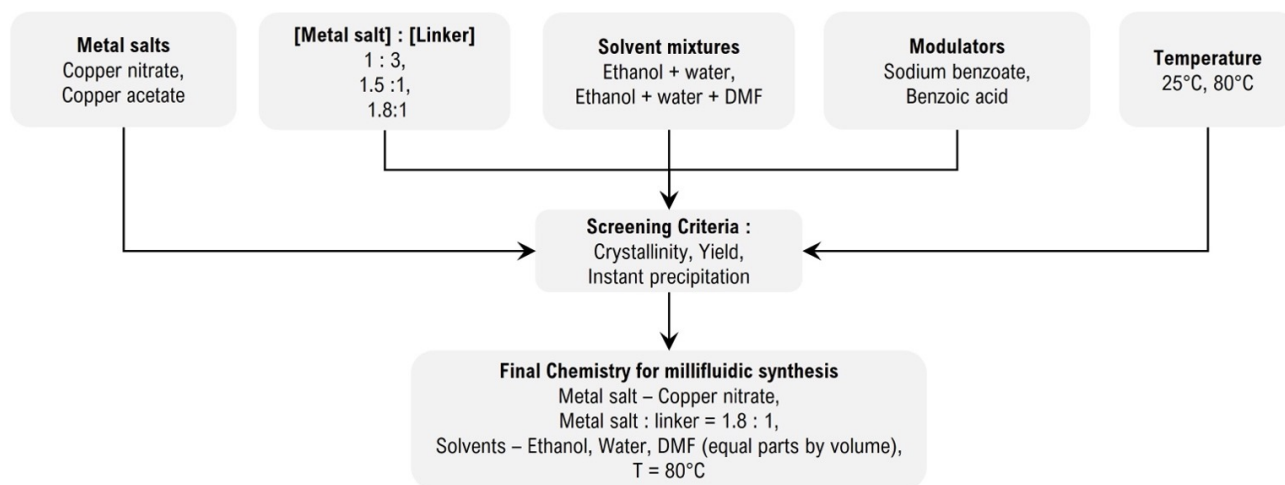 Metal salts
Copper nitrate,
Copper acetate
[Metal salt] : [Linker]
1 : 3,
1.5 :1,
1.8:1
Solvent mixtures
Ethanol + water,
Ethanol + water + DMF
Modulators
Sodium benzoate,
Benzoic acid
Temperature
25°C, 80°C
Screening Criteria :
Crystallinity, Yield,
Instant precipitation
Final Chemistry for millifluidic synthesis
Metal salt – Copper nitrate,
Metal salt : linker = 1.8 : 1,
Solvents – Ethanol, Water, DMF (equal parts by volume),
T = 80°C